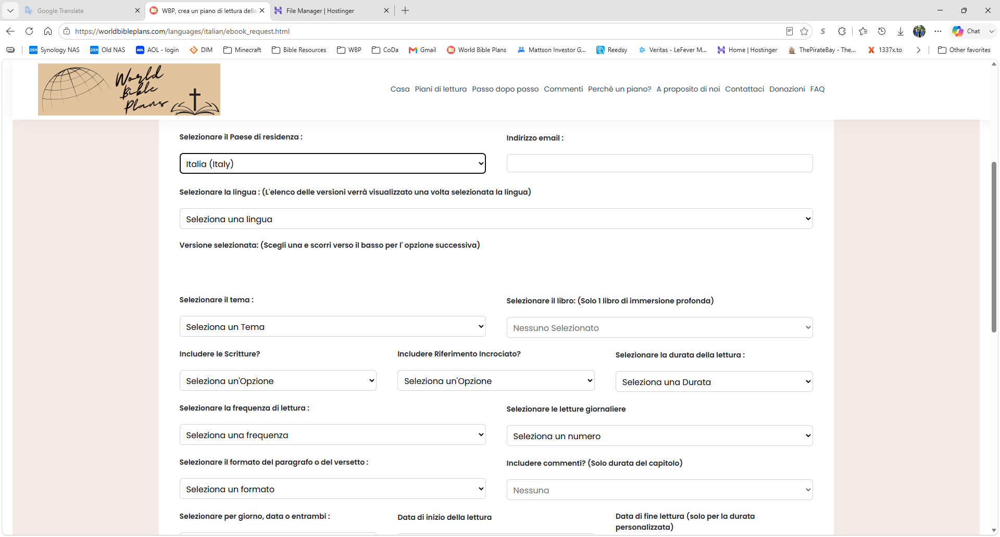 Google Translate
WBP, crea un piano di lettura della
File Manager | Hostinger
https://worldbibleplans.com/languages/italian/ebook_request.html
Chat
Synology NAS
Old NAS
AOL - login
DIM
Minecraft
Bible Resources
WBP
CoDa
Gmail
World Bible Plans
Mattson Investor G...
Reedsy
Veritas - LeFever M...
Home | Hostinger
ThePirateBay - The...
1337x.to
Other favorites
World
Bible
Plans
Casa Piani di lettura Passo dopo passo Commenti Perché un piano? A proposito di noi Contattaci Donazioni FAQ
Selezionare il Paese di residenza :
Indirizzo email :
Italia (Italy)
Selezionare la lingua : (L'elenco delle versioni verrà visualizzato una volta selezionata la lingua)
Seleziona una lingua
Versione selezionata: (Scegli una e scorri verso il basso per l' opzione successiva)
Selezionare il tema :
Selezionare il libro: (Solo 1 libro di immersione profonda)
Seleziona un Tema
Nessuno Selezionato
Includere le Scritture?
Includere Riferimento Incrociato?
Selezionare la durata della lettura :
Seleziona un'Opzione
Seleziona un'Opzione
Seleziona una Durata
Selezionare la frequenza di lettura :
Selezionare le letture giornaliere
Seleziona una frequenza
Seleziona un numero
Selezionare il formato del paragrafo o del versetto :
Includere commenti? (Solo durata del capitolo)
Seleziona un formato
Nessuna
Selezionare per giorno, data o entrambi :
Data di inizio della lettura
Data di fine lettura (solo per la durata
personalizzata)